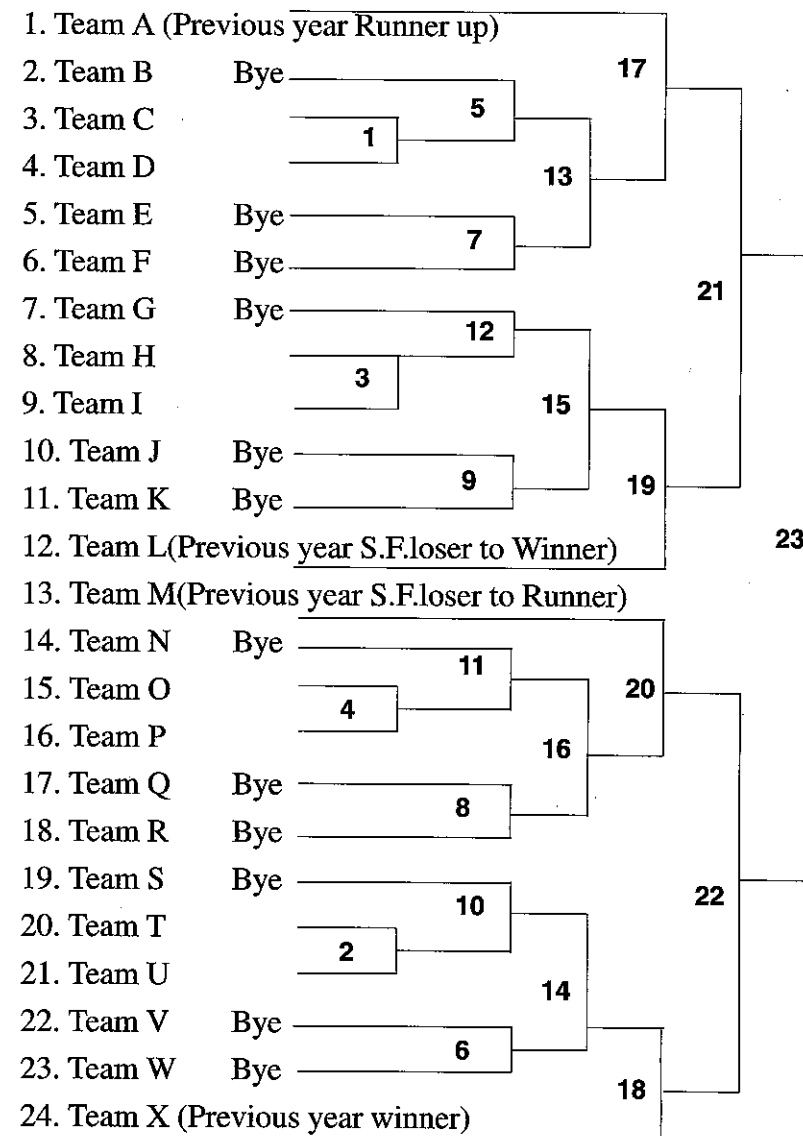 1. Team A (Previous year Runner up)
17
2. Team B Bye
5
3. Team C
1
4. Team D
13
5. Team E Bye
7
6. Team F Bye
21
7. Team G Bye
12
8. Team H
3
9. Team I
15
10. Team J Bye
9
19
11. Team K Bye
12. Team L(Previous year S.F.loser to Winner)
23
13. Team M(Previous year S.F.loser to Runner)
14. Team N Bye
11
20
15. Team O
4
16. Team P
16
17. Team Q Bye
8
18. Team R Bye
19. Team S Bye
10
22
20. Team T
2
21. Team U
14
22. Team V Bye
6
23. Team W Bye
18
24. Team X (Previous year winner)